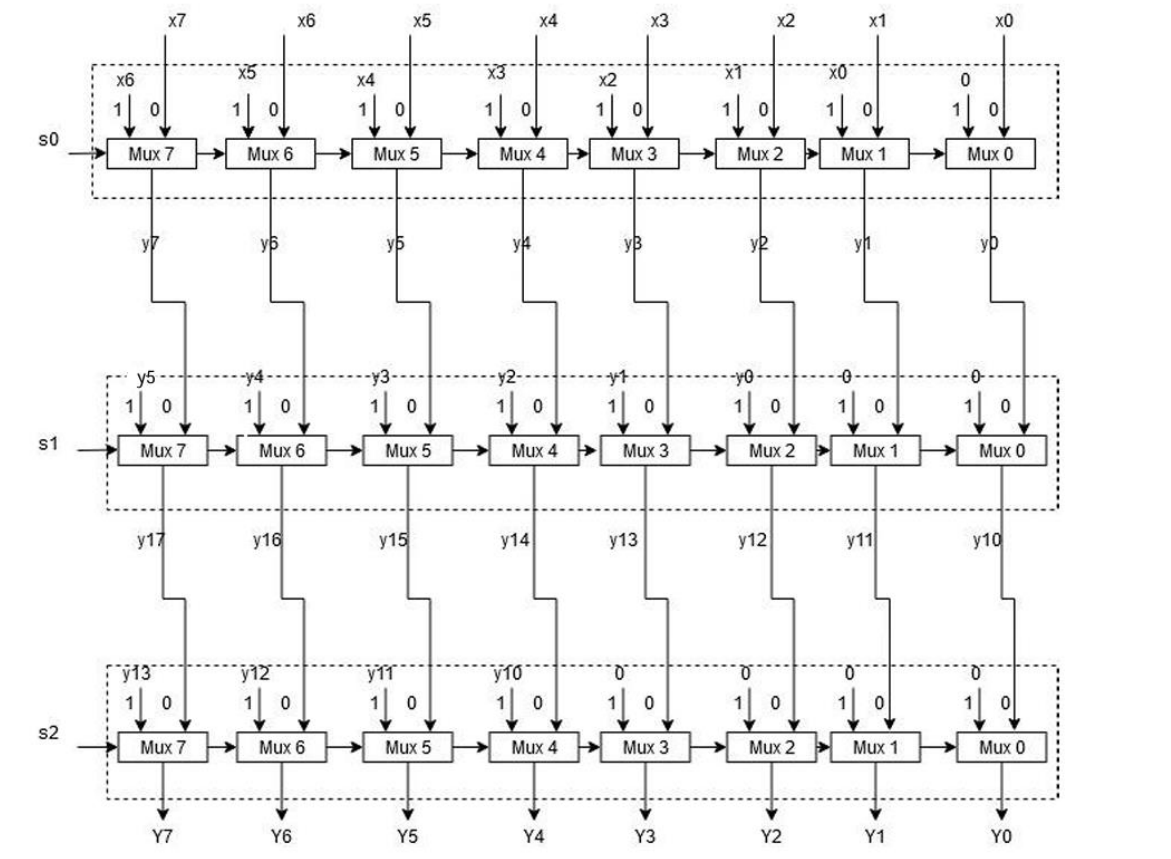 x7 x6 x5 x4 x3 x2 x1 x0
x6 x5 x4 x3 x2 x1 x0 0
1 0 1 0 1 0 1 0 1 0 1 0 1 0 1 0
s0 Mux 7 Mux 6 Mux 5 Mux 4 Mux 3 Mux 2 Mux 1 Mux 0
y7 y6 y5 y4 y3 y2 y1 y0
y5 y4 y3 y2 y1 y0 0 0
1 0 1 0 1 0 1 0 1 0 1 0 1 0 1 0
s1 Mux 7 Mux 6 Mux 5 Mux 4 Mux 3 Mux 2 Mux 1 Mux 0
y17 y16 y15 y14 y13 y12 y11 y10
y13 y12 y11 y10 0 0 0 0
1 0 1 0 1 0 1 0 1 0 1 0 1 0 1 0
s2 Mux 7 Mux 6 Mux 5 Mux 4 Mux 3 Mux 2 Mux 1 Mux 0
Y7 Y6 Y5 Y4 Y3 Y2 Y1 Y0